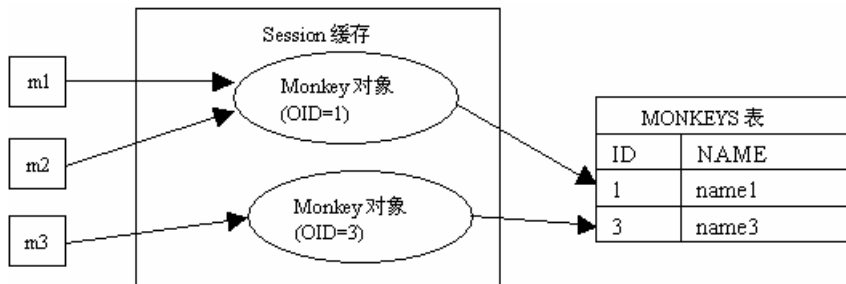 Session 缓存
m1
Monkey 对象
(OID=1)
m2
Monkey 对象
(OID=3)
m3
MONKEYS 表
ID NAME
1 name1
3 name3